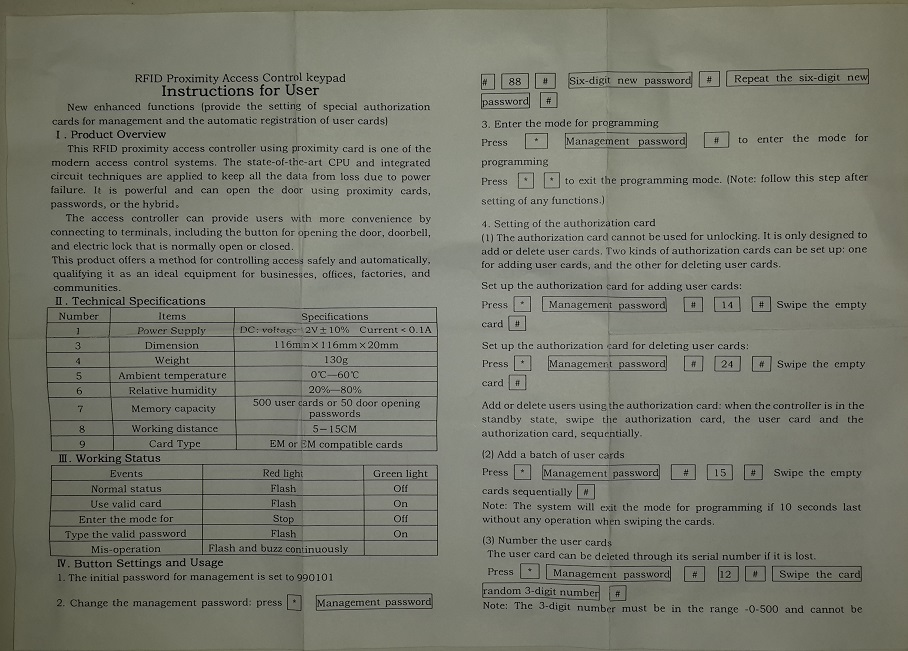 RFID Proximity Access Control keypad
Instructions for User
New enhanced functions (provide the setting of special authorization
cards for management and the automatic registration of user cards)
Ⅰ. Product Overview
This RFID proximity access controller using proximity card is one of the
modern access control systems. The state-of-the-art CPU and integrated
circuit techniques are applied to keep all the data from loss due to power
failure. It is powerful and can open the door using proximity cards,
passwords, or the hybrid。
The access controller can provide users with more convenience by
connecting to terminals, including the button for opening the door, doorbell,
and electric lock that is normally open or closed.
This product offers a method for controlling access safely and automatically,
qualifying it as an ideal equipment for businesses, offices, factories, and
communities.
Ⅱ. Technical Specifications
Number Items Specifications
1 Power Supply DC: voltage 2V±10% Current<0.1A
3 Dimension 116mm×116mm×20mm
4 Weight 130g
5 Ambient temperature 0℃—60℃
6 Relative humidity 20%—80%
7 Memory capacity 500 user cards or 50 door opening
passwords
8 Working distance 5—15CM
9 Card Type EM or EM compatible cards
Ⅲ. Working Status
Events Red light Green light
Normal status Flash Off
Use valid card Flash On
Enter the mode for Stop Off
Type the valid password Flash On
Mis-operation Flash and buzz continuously
Ⅳ. Button Settings and Usage
1. The initial password for management is set to 990101
2. Change the management password: press * Management password
# 88 # Six-digit new password # Repeat the six-digit new
password #
3. Enter the mode for programming
Press * Management password # to enter the mode for
programming
Press * * to exit the programming mode. (Note: follow this step after
setting of any functions.)
4. Setting of the authorization card
(1) The authorization card cannot be used for unlocking. It is only designed to
add or delete user cards. Two kinds of authorization cards can be set up: one
for adding user cards, and the other for deleting user cards.
Set up the authorization card for adding user cards:
Press * Management password # 14 # Swipe the empty
card #
Set up the authorization card for deleting user cards:
Press * Management password # 24 # Swipe the empty
card #
Add or delete users using the authorization card: when the controller is in the
standby state, swipe the authorization card, the user card and the
authorization card, sequentially.
(2) Add a batch of user cards
Press * Management password # 15 # Swipe the empty
cards sequentially #
Note: The system will exit the mode for programming if 10 seconds last
without any operation when swiping the cards.
(3) Number the user cards
The user card can be deleted through its serial number if it is lost.
Press * Management password # 12 # Swipe the card
random 3-digit number #
Note: The 3-digit number must be in the range -0-500 and cannot be